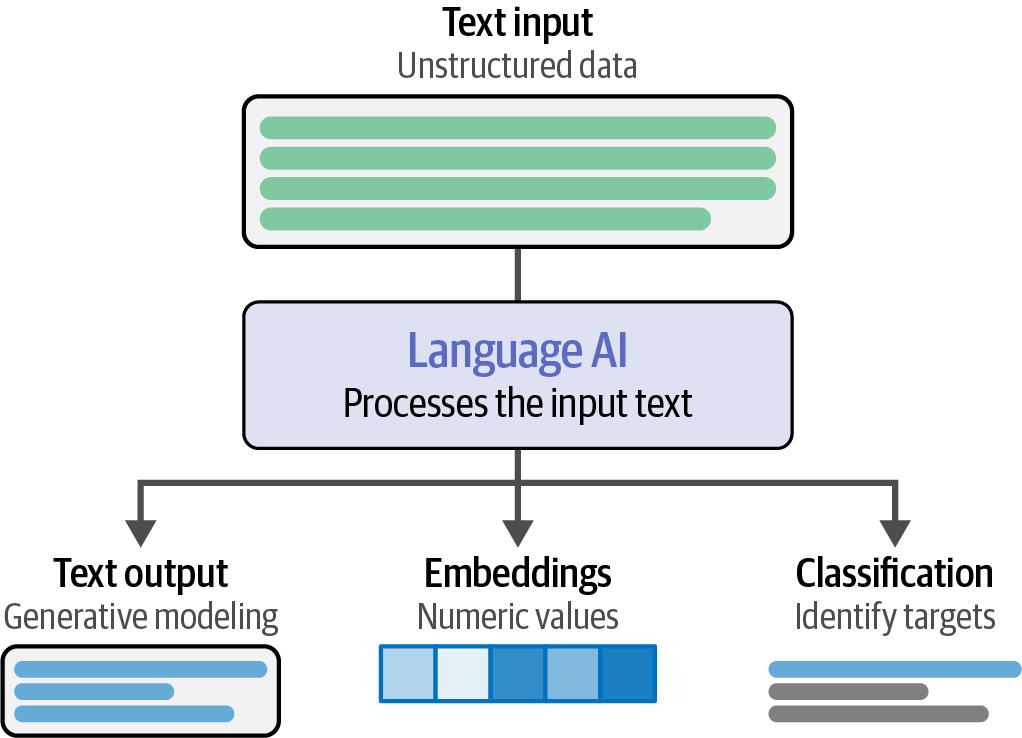 Text input
Unstructured data
Language AI
Processes the input text
Text output
Generative modeling
Embeddings
Numeric values
Classification
Identify targets